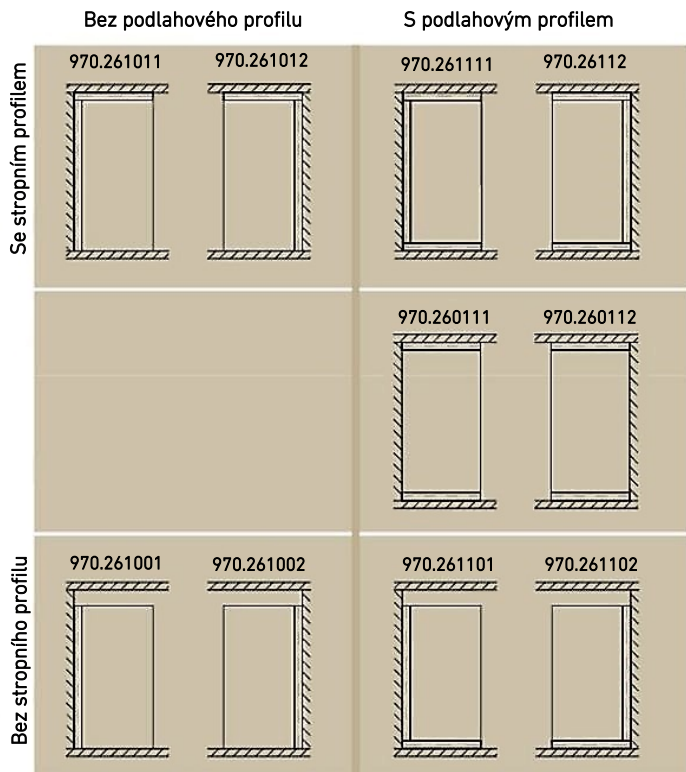 Bez podlahového profilu
S podlahovým profilem
Se stropním profilem
970.261011
970.261012
970.261111
970.26112
970.260111
970.260112
Bez stropního profilu
970.261001
970.261002
970.261101
970.261102